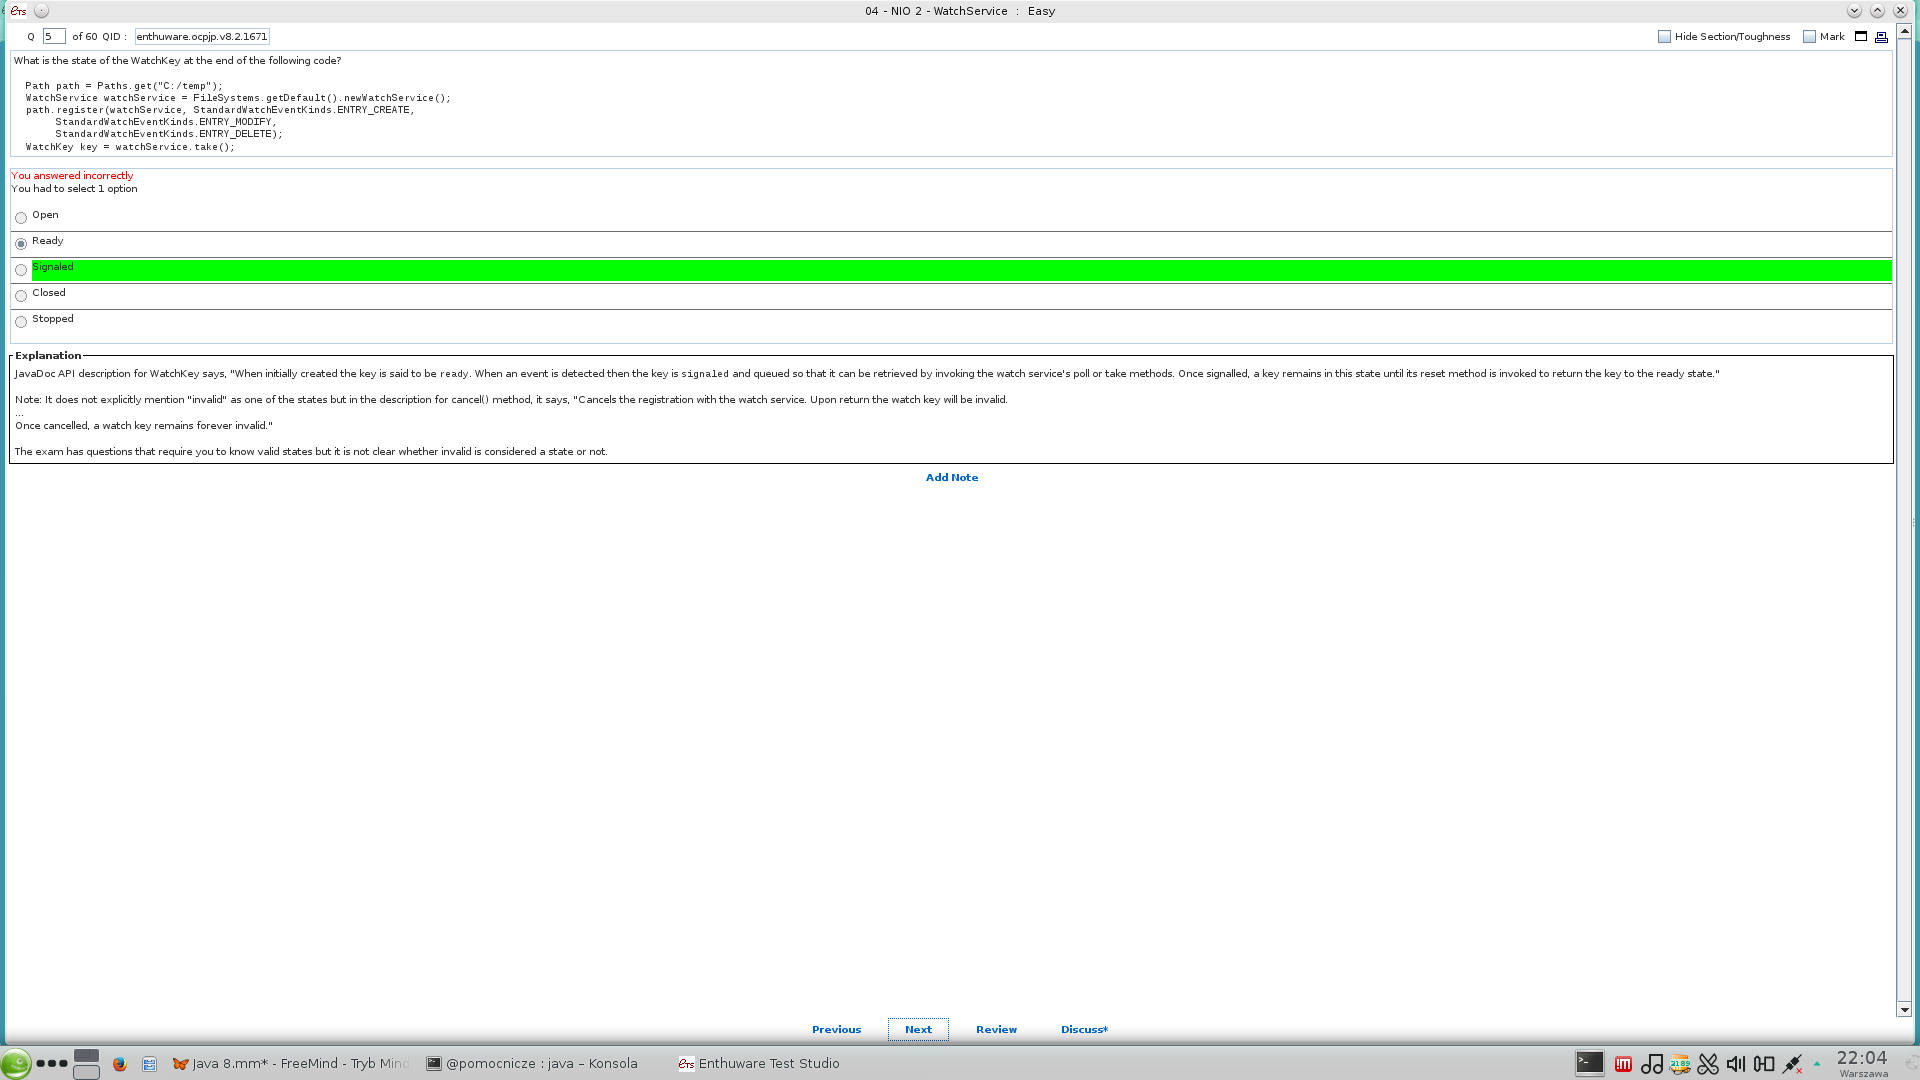 04 - NIO 2 - WatchService : Easy
Q 5 of 60 QID : enthuware.ocpjp.v8.2.1671 Hide Section/Toughness Mark
What is the state of the WatchKey at the end of the following code?
Path path = Paths.get("C:/temp");
WatchService watchService = FileSystems.getDefault().newWatchService();
path.register(watchService, StandardWatchEventKinds.ENTRY_CREATE,
StandardWatchEventKinds.ENTRY_MODIFY,
StandardWatchEventKinds.ENTRY_DELETE);
WatchKey key = watchService.take();
You answered incorrectly
You had to select 1 option
Open
Ready
Signaled
Closed
Stopped
Explanation
JavaDoc API description for WatchKey says, "When initially created the key is said to be ready. When an event is detected then the key is signaled and queued so that it can be retrieved by invoking the watch service's poll or take methods. Once signalled, a key remains in this state until its reset method is invoked to return the key to the ready state."
Note: It does not explicitly mention "invalid" as one of the states but in the description for cancel() method, it says, "Cancels the registration with the watch service. Upon return the watch key will be invalid.
...
Once cancelled, a watch key remains forever invalid."
The exam has questions that require you to know valid states but it is not clear whether invalid is considered a state or not.
Add Note
Previous Next Review Discuss*
Java 8.mm* - FreeMind - Tryb Mind @pomocnicze : java – Konsola ETS Enthuware Test Studio 22:04
Warszawa